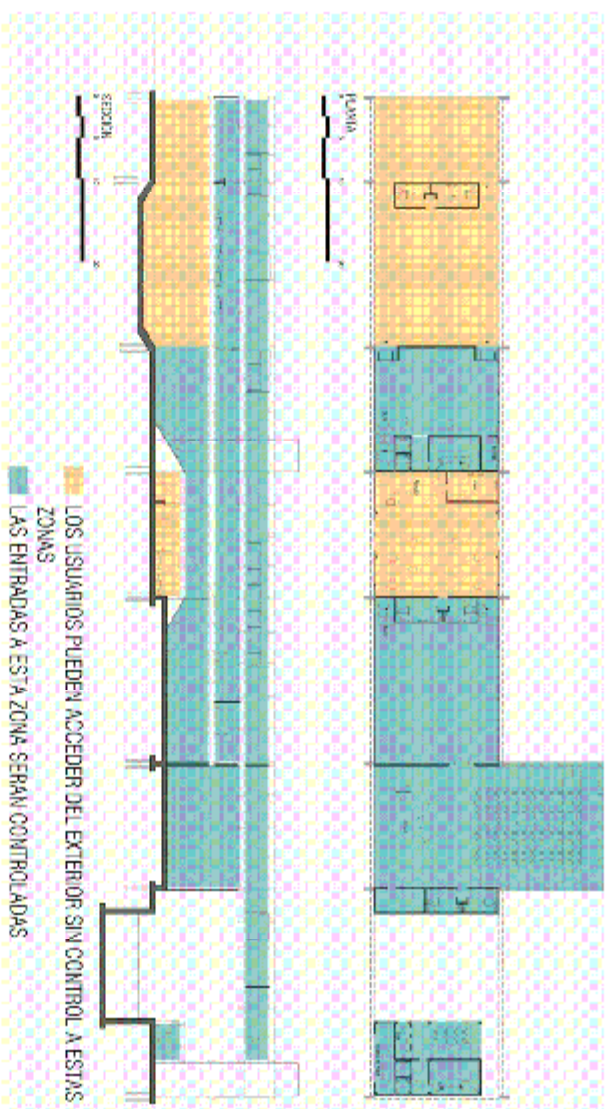 PLANTA
SECCION
LOS USUARIOS PUEDEN ACCEDER DEL EXTERIOR SIN CONTROL A ESTAS
ZONAS
LAS ENTRADAS A ESTA ZONA SERAN CONTROLADAS